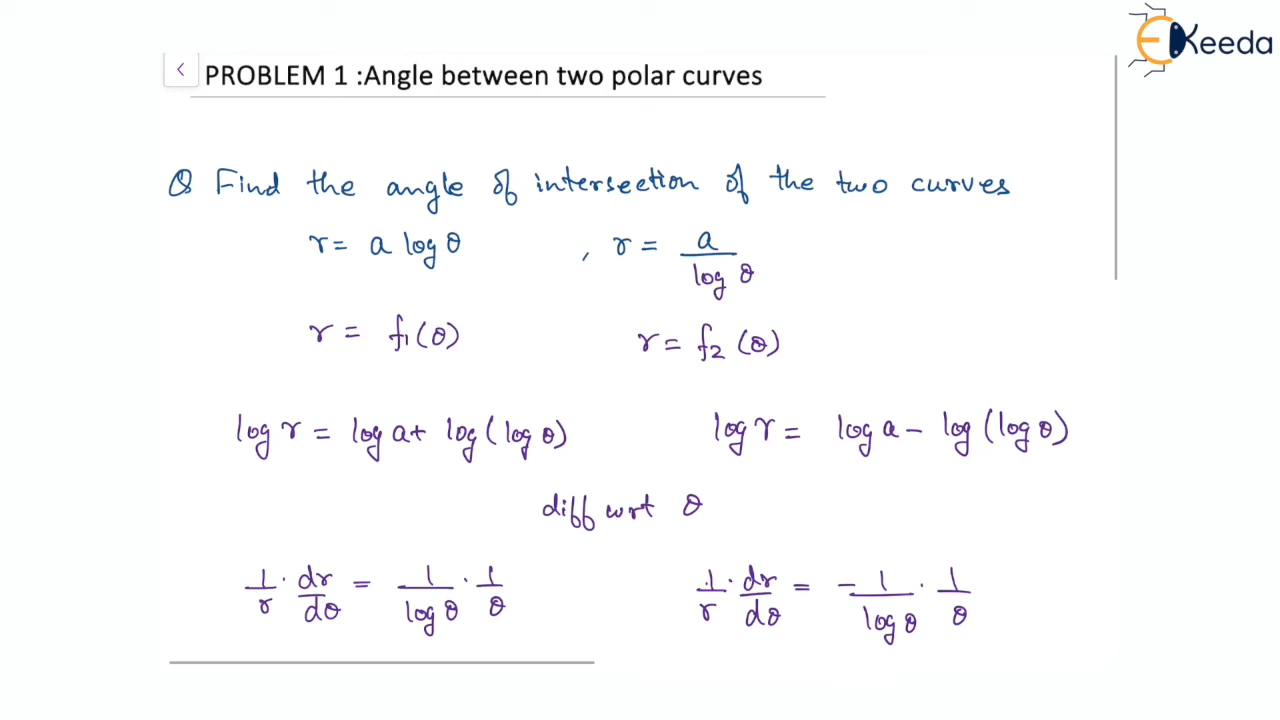 EKeeda
PROBLEM 1 :Angle between two polar curves
Q Find the angle of intersection of the two curves
r = a log θ , r = a / log θ
r = f₁(θ) r = f₂ (θ)
log r = log a + log(log θ) log r = log a − log(log θ)
diff wrt θ
1/r · dr/dθ = 1/log θ · 1/θ 1/r · dr/dθ = − 1/log θ · 1/θ